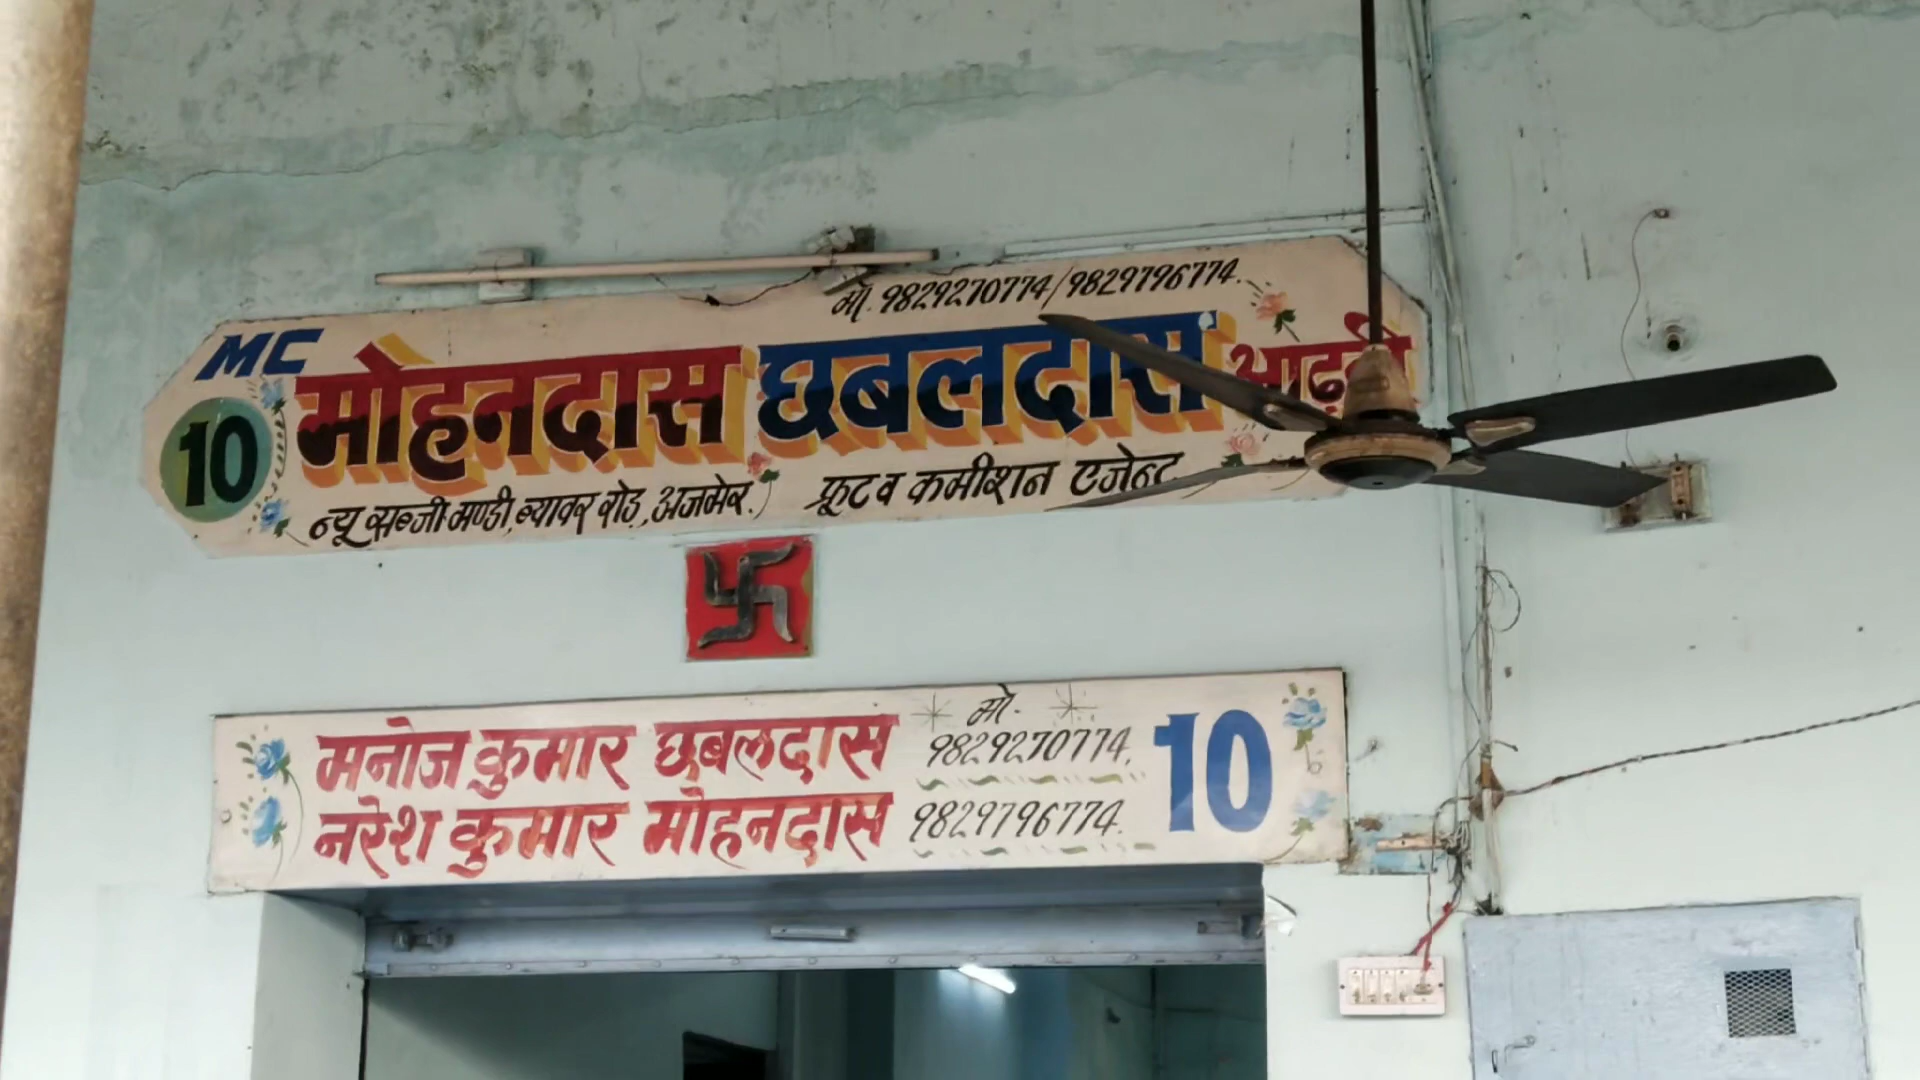 मो. 9829270774/9829796774.
MC
10 मोहनदास छबलदास आढ़ती
न्यू सब्जी मण्डी, ब्यावर रोड़, अजमेर. फ्रूट व कमीशन एजेन्ट
मो.
मनोज कुमार छबलदास 9829270774.
नरेश कुमार मोहनदास 9829796774.
10